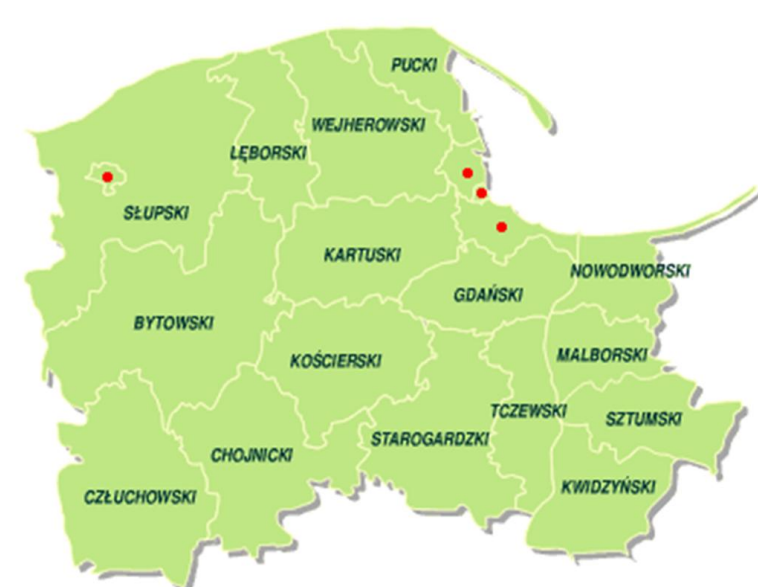 PUCKI
WEJHEROWSKI
LĘBORSKI
SŁUPSKI
KARTUSKI
NOWODWORSKI
GDAŃSKI
BYTOWSKI
MALBORSKI
KOŚCIERSKI
TCZEWSKI
SZTUMSKI
STAROGARDZKI
CHOJNICKI
KWIDZYŃSKI
CZŁUCHOWSKI